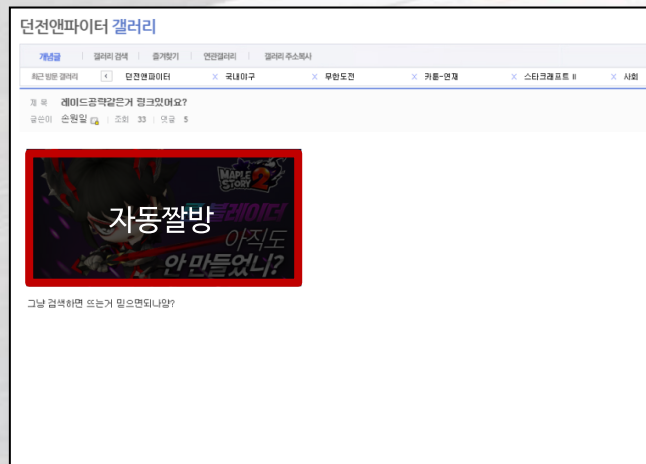 던전앤파이터 갤러리
개념글 갤러리 검색 즐겨찾기 연관갤러리 갤러리 주소복사
최근 방문 갤러리 던전앤파이터 X 국내야구 X 무한도전 X 카툰-연재 X 스타크래프트 II X 사회
제 목 레이드공략같은거 링크있어요?
글쓴이 손원일 조회 33 댓글 5
MAPLE STORY 2
블레이더
자동짤방
아직도
안 만들었니?
그냥 검색하면 뜨는거 믿으면되나양?